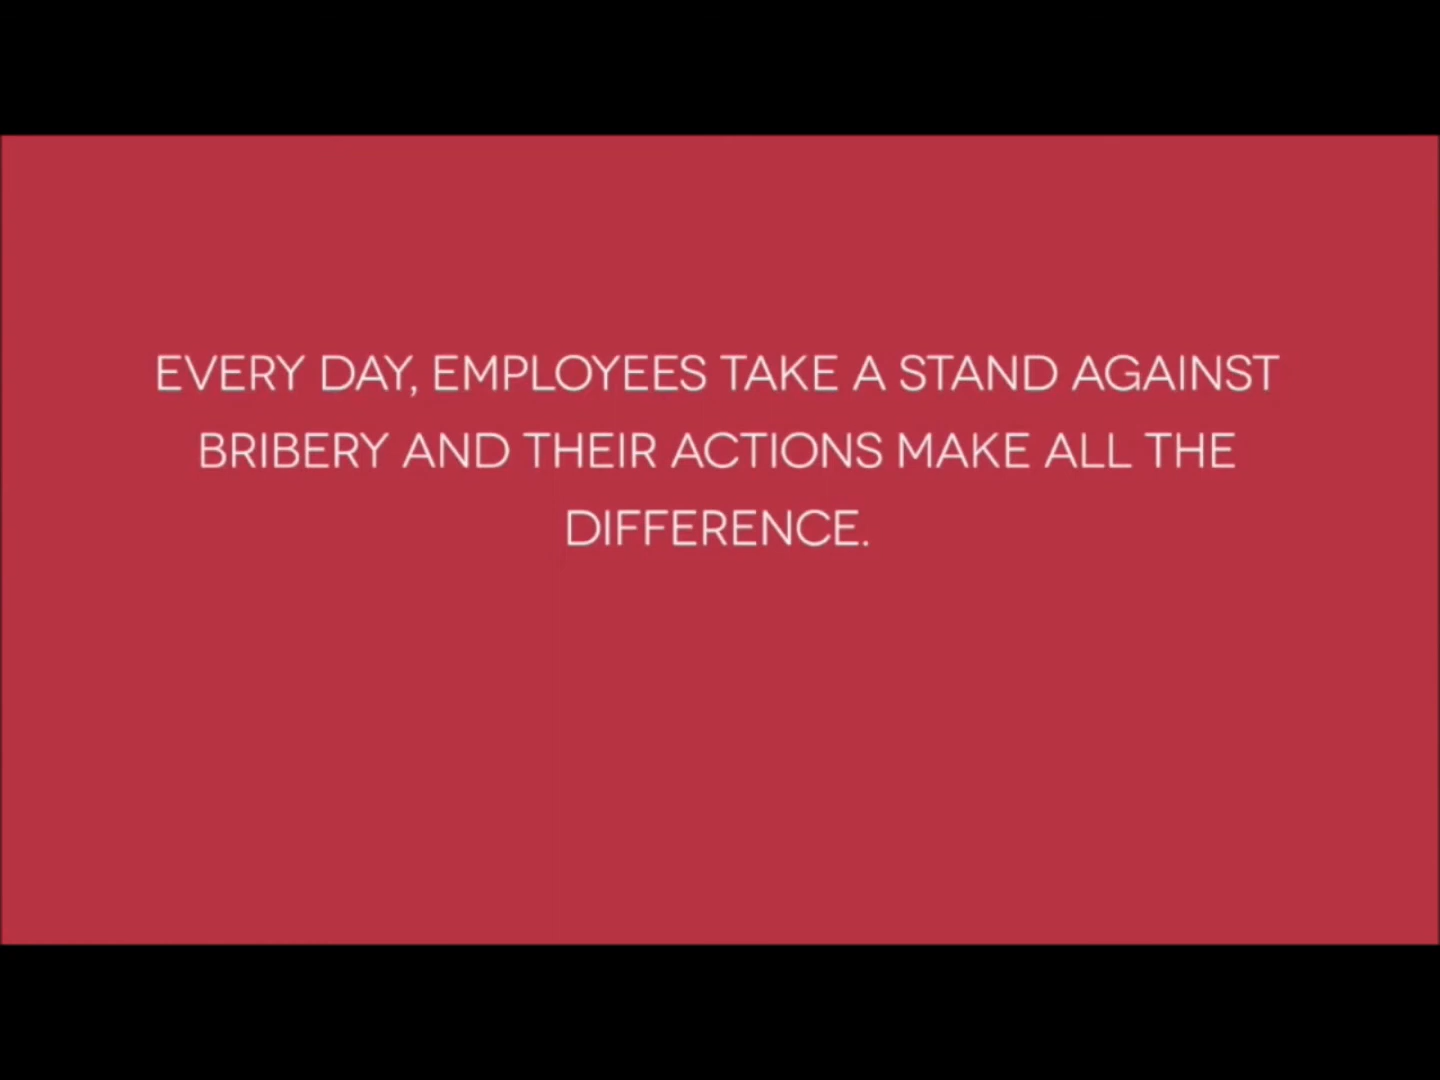 EVERY DAY, EMPLOYEES TAKE A STAND AGAINST
BRIBERY AND THEIR ACTIONS MAKE ALL THE
DIFFERENCE.